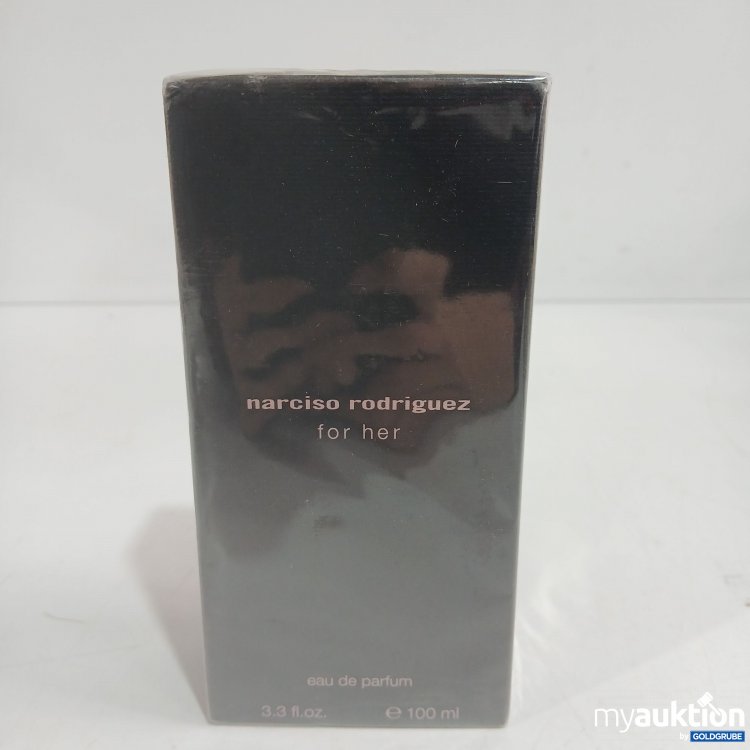 narciso rodriguez
for her
eau de parfum
3.3 fl.oz. ℮ 100 ml
myauktion
by GOLDGRUBE